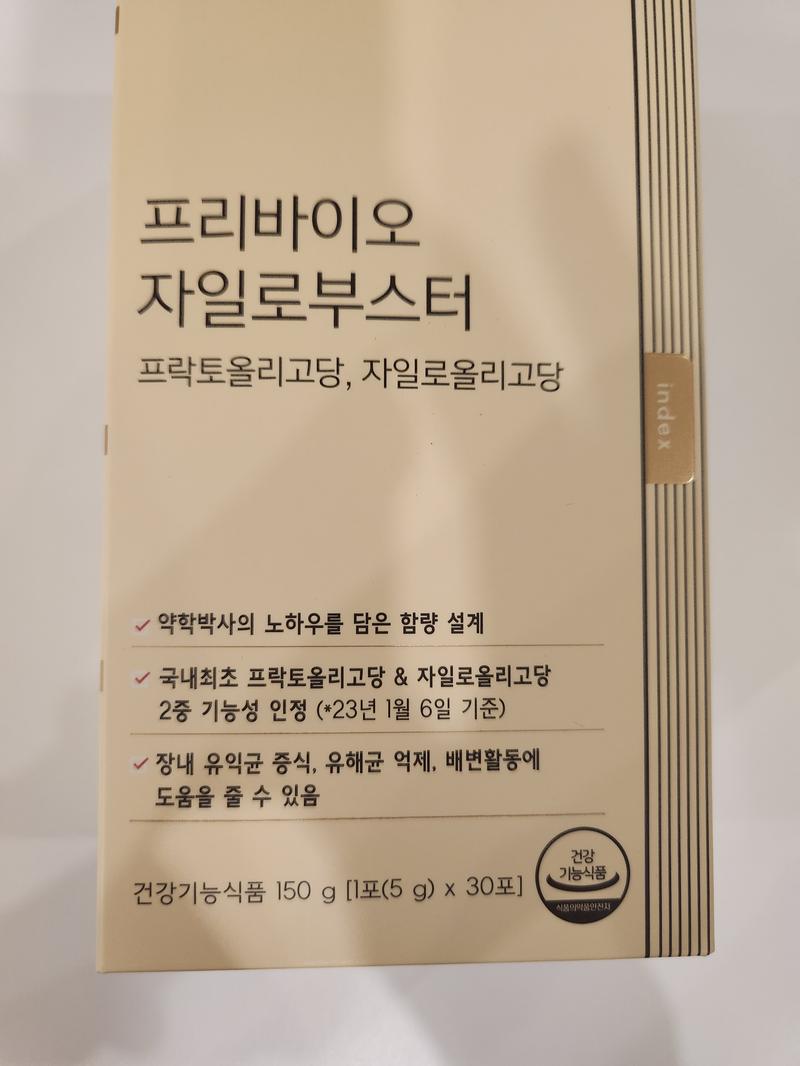 프리바이오
자일로부스터
프락토올리고당, 자일로올리고당
index
약학박사의 노하우를 담은 함량 설계
국내최초 프락토올리고당 & 자일로올리고당
2중 기능성 인정 (*23년 1월 6일 기준)
장내 유익균 증식, 유해균 억제, 배변활동에
도움을 줄 수 있음
건강기능식품 150 g [1포(5 g) x 30포]
건강
기능식품
식품의약품안전처